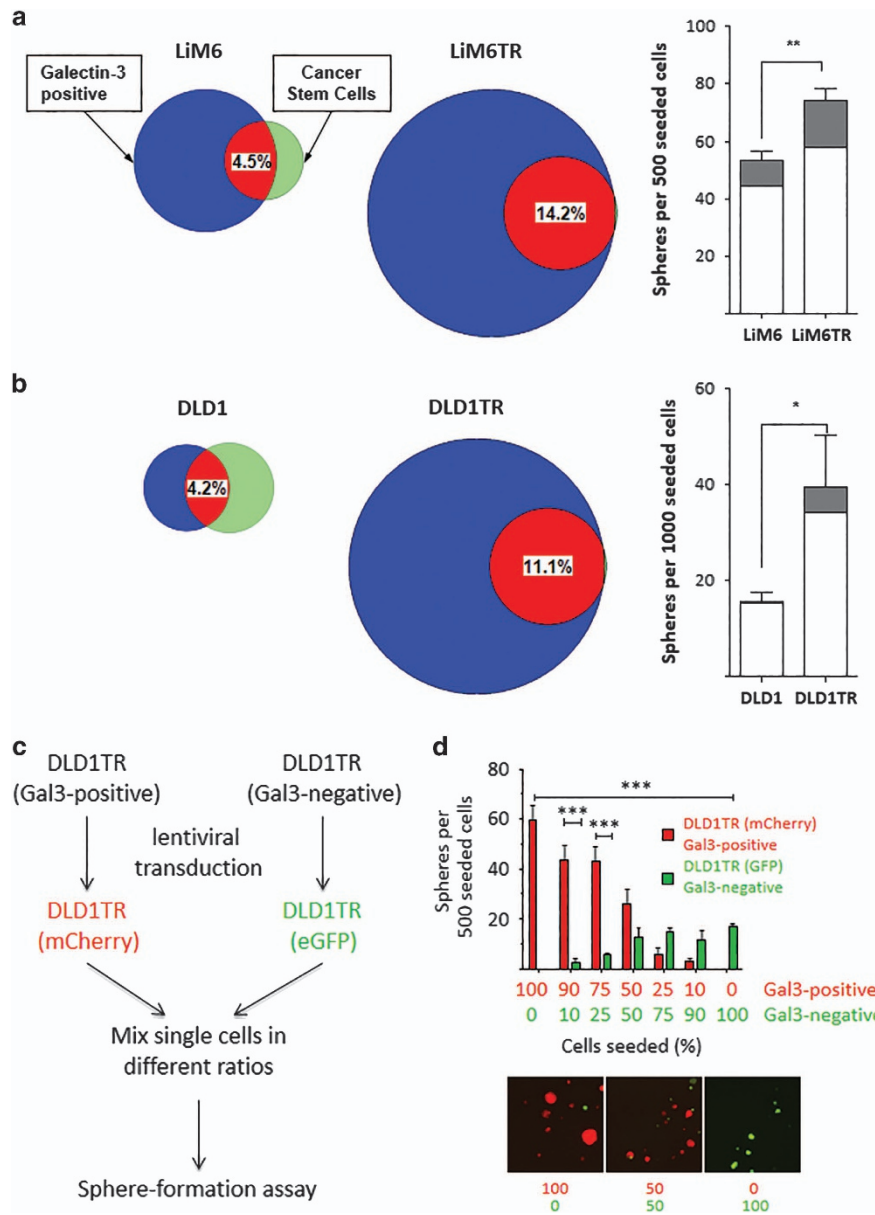 a
LiM6
LiM6TR
Galectin-3
positive
Cancer
Stem Cells
4.5%
14.2%
Spheres per 500 seeded cells
100
80
60
40
20
**
LiM6 LiM6TR
b
DLD1
DLD1TR
4.2%
11.1%
Spheres per 1000 seeded cells
60
40
20
*
DLD1 DLD1TR
c
DLD1TR
(Gal3-positive)
DLD1TR
(Gal3-negative)
lentiviral
transduction
DLD1TR
(mCherry)
DLD1TR
(eGFP)
Mix single cells in
different ratios
Sphere-formation assay
d
Spheres per
500 seeded cells
80
60
40
20
***
***
***
DLD1TR (mCherry)
Gal3-positive
DLD1TR (GFP)
Gal3-negative
100 90 75 50 25 10 0 Gal3-positive
0 10 25 50 75 90 100 Gal3-negative
Cells seeded (%)
100 50 0
0 50 100